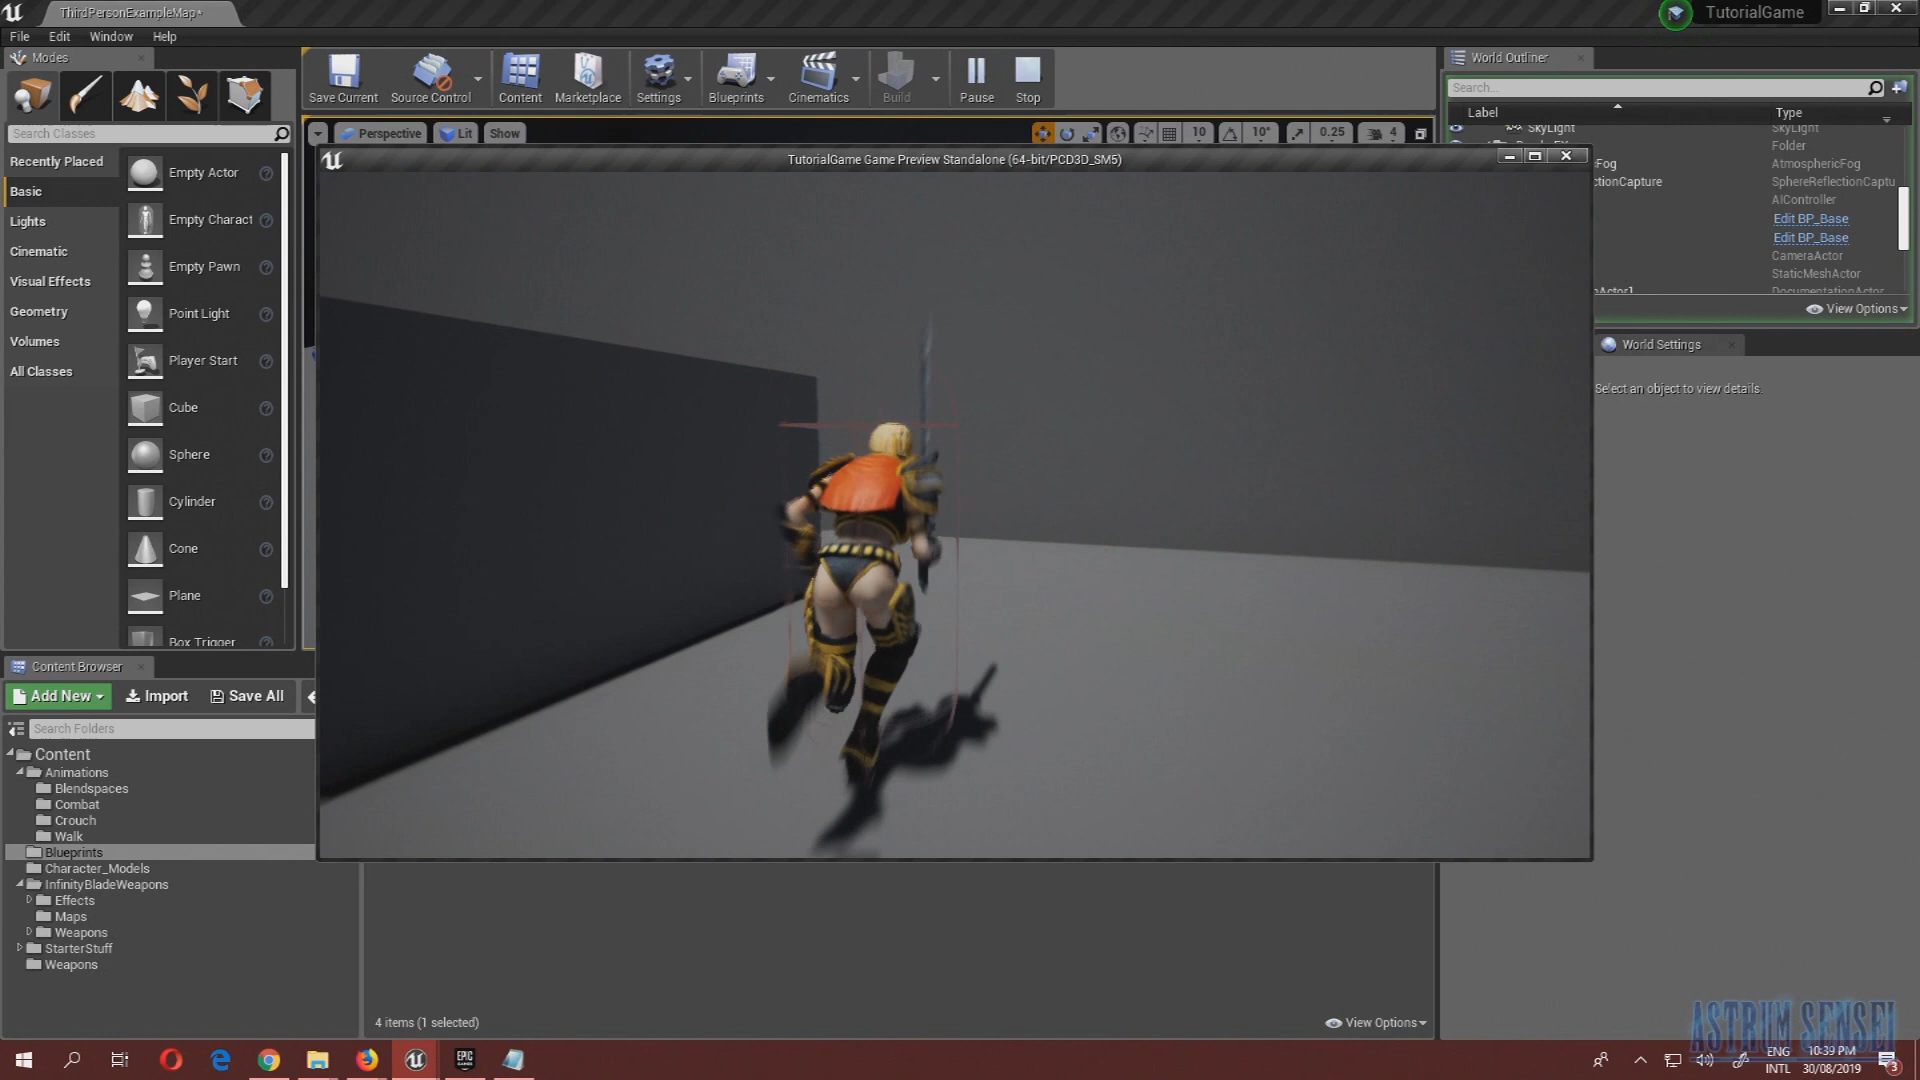 ThirdPersonExampleMap*
TutorialGame
File Edit Window Help
Modes
Save Current
Source Control
Content
Marketplace
Settings
Blueprints
Cinematics
Build
Pause
Stop
World Outliner
Search...
Label
Type
SkyLight
SkyLight
Folder
Fog
AtmosphericFog
ctionCapture
SphereReflectionCaptu
AIController
Edit BP_Base
Edit BP_Base
CameraActor
StaticMeshActor
Actor1
DocumentationActor
View Options
Search Classes
Perspective
Lit
Show
10
10°
0.25
4
TutorialGame Game Preview Standalone (64-bit/PCD3D_SM5)
Recently Placed
Basic
Lights
Cinematic
Visual Effects
Geometry
Volumes
All Classes
Empty Actor
Empty Charact
Empty Pawn
Point Light
Player Start
Cube
Sphere
Cylinder
Cone
Plane
Box Trigger
World Settings
Select an object to view details.
Content Browser
Add New
Import
Save All
Search Folders
Content
Animations
Blendspaces
Combat
Crouch
Walk
Blueprints
Character_Models
InfinityBladeWeapons
Effects
Maps
Weapons
StarterStuff
Weapons
4 items (1 selected)
View Options
ASTRUM SENSEI
EPIC GAMES
ENG
INTL
10:39 PM
30/08/2019
3